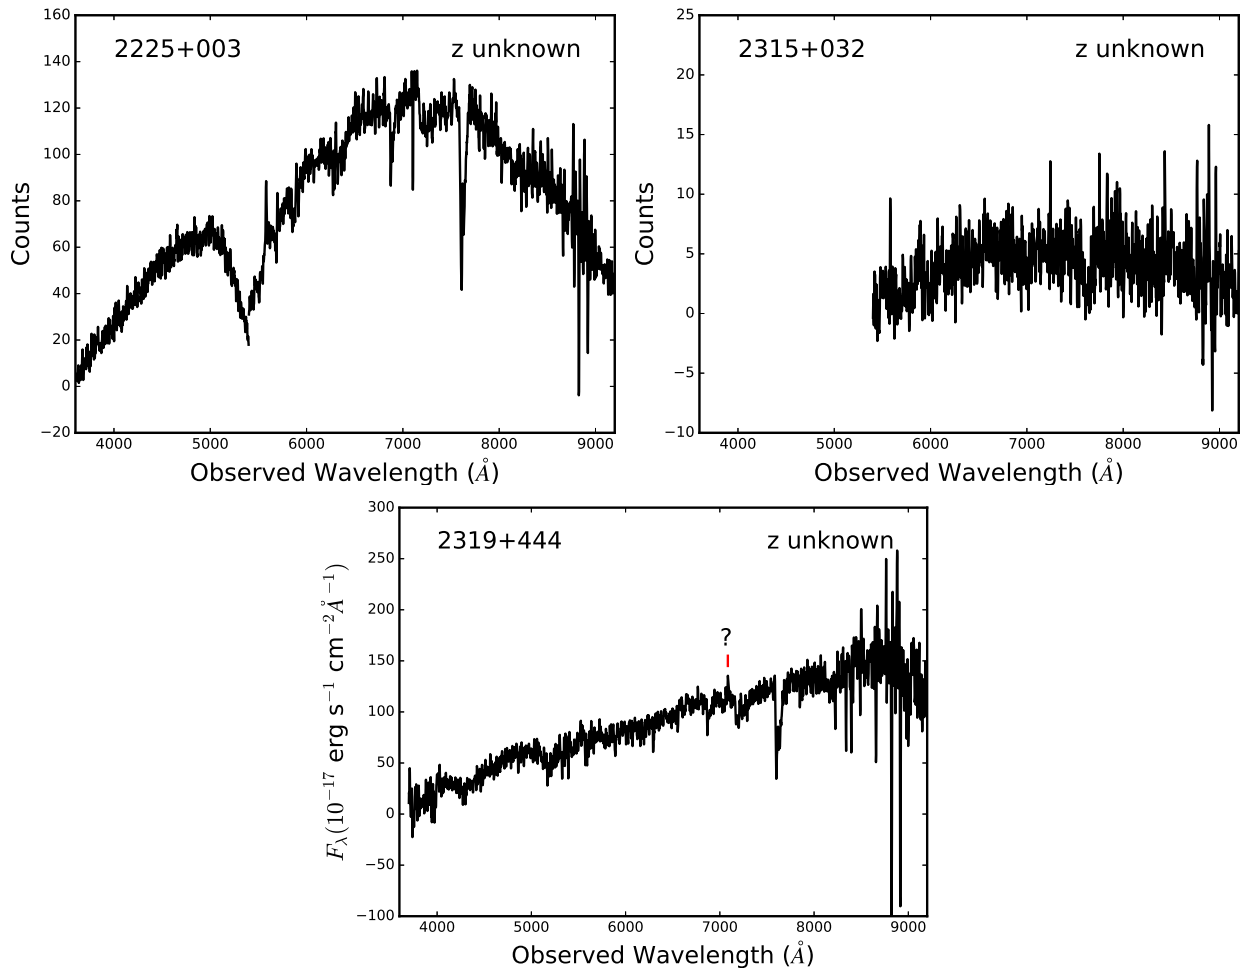 2225+003
z unknown
160
140
120
100
80
60
40
20
0
−20
Counts
4000 5000 6000 7000 8000 9000
Observed Wavelength (Å)
2315+032
z unknown
25
20
15
10
5
0
−5
−10
Counts
4000 5000 6000 7000 8000 9000
Observed Wavelength (Å)
2319+444
z unknown
?
300
250
200
150
100
50
0
−50
−100
F_λ(10^−17 erg s^−1 cm^−2Å^−1)
4000 5000 6000 7000 8000 9000
Observed Wavelength (Å)